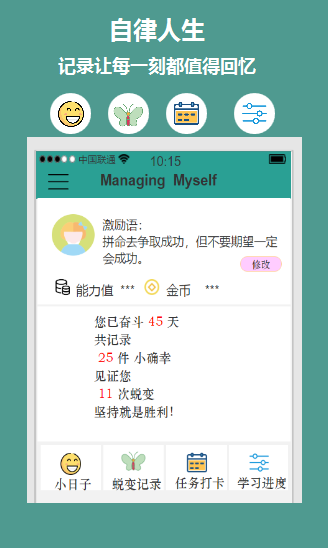 自律人生
记录让每一刻都值得回忆
中国联通 10:15
Managing Myself
激励语：
拼命去争取成功，但不要期望一定
会成功。
修改
能力值 *** 金币 ***
您已奋斗 45 天
共记录
25 件 小确幸
见证您
11 次蜕变
坚持就是胜利!
小日子 蜕变记录 任务打卡 学习进度